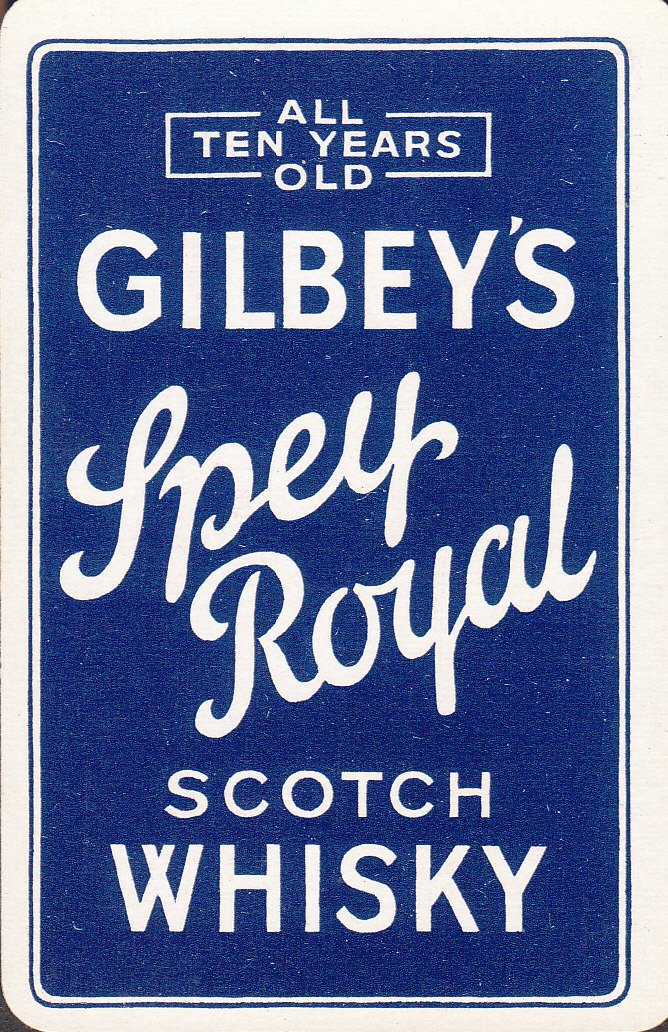 ALL
TEN YEARS
OLD
GILBEY'S
Spey
Royal
SCOTCH
WHISKY